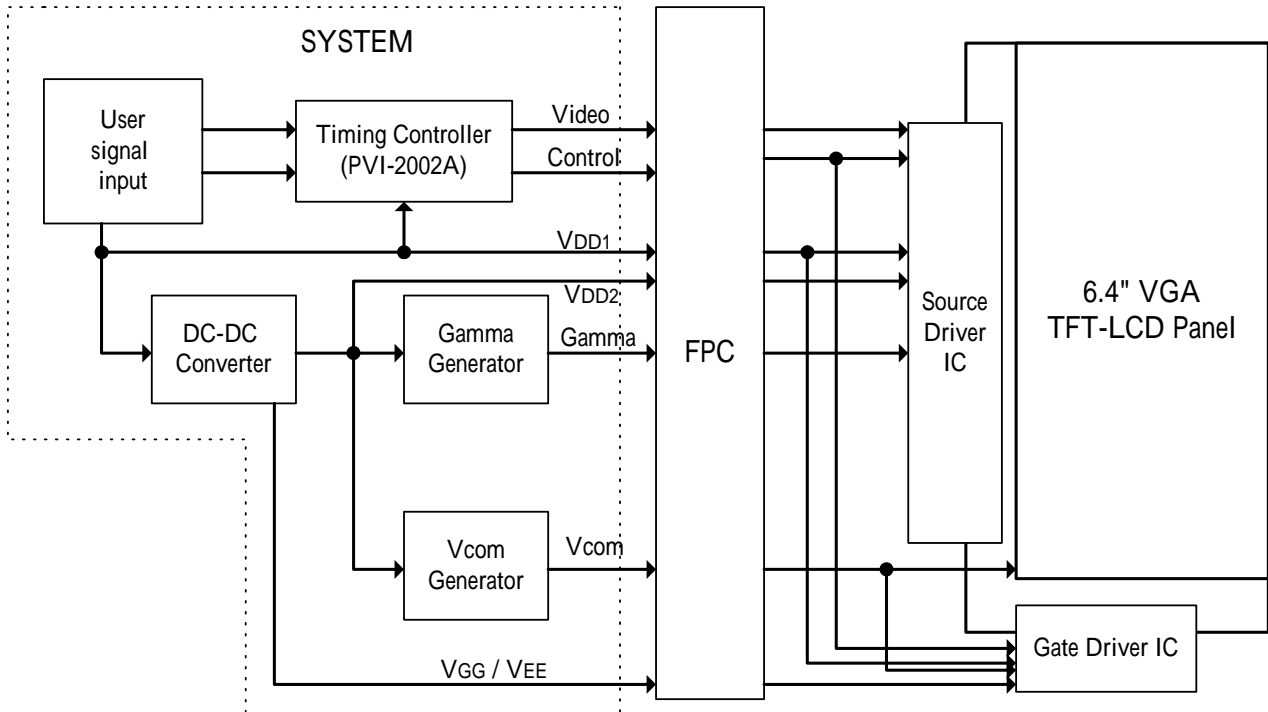 SYSTEM
User
signal
input
Timing Controller
(PVI-2002A)
Video
Control
VDD1
VDD2
DC-DC
Converter
Gamma
Generator
Gamma
Vcom
Generator
Vcom
VGG / VEE
FPC
Source
Driver
IC
6.4" VGA
TFT-LCD Panel
Gate Driver IC